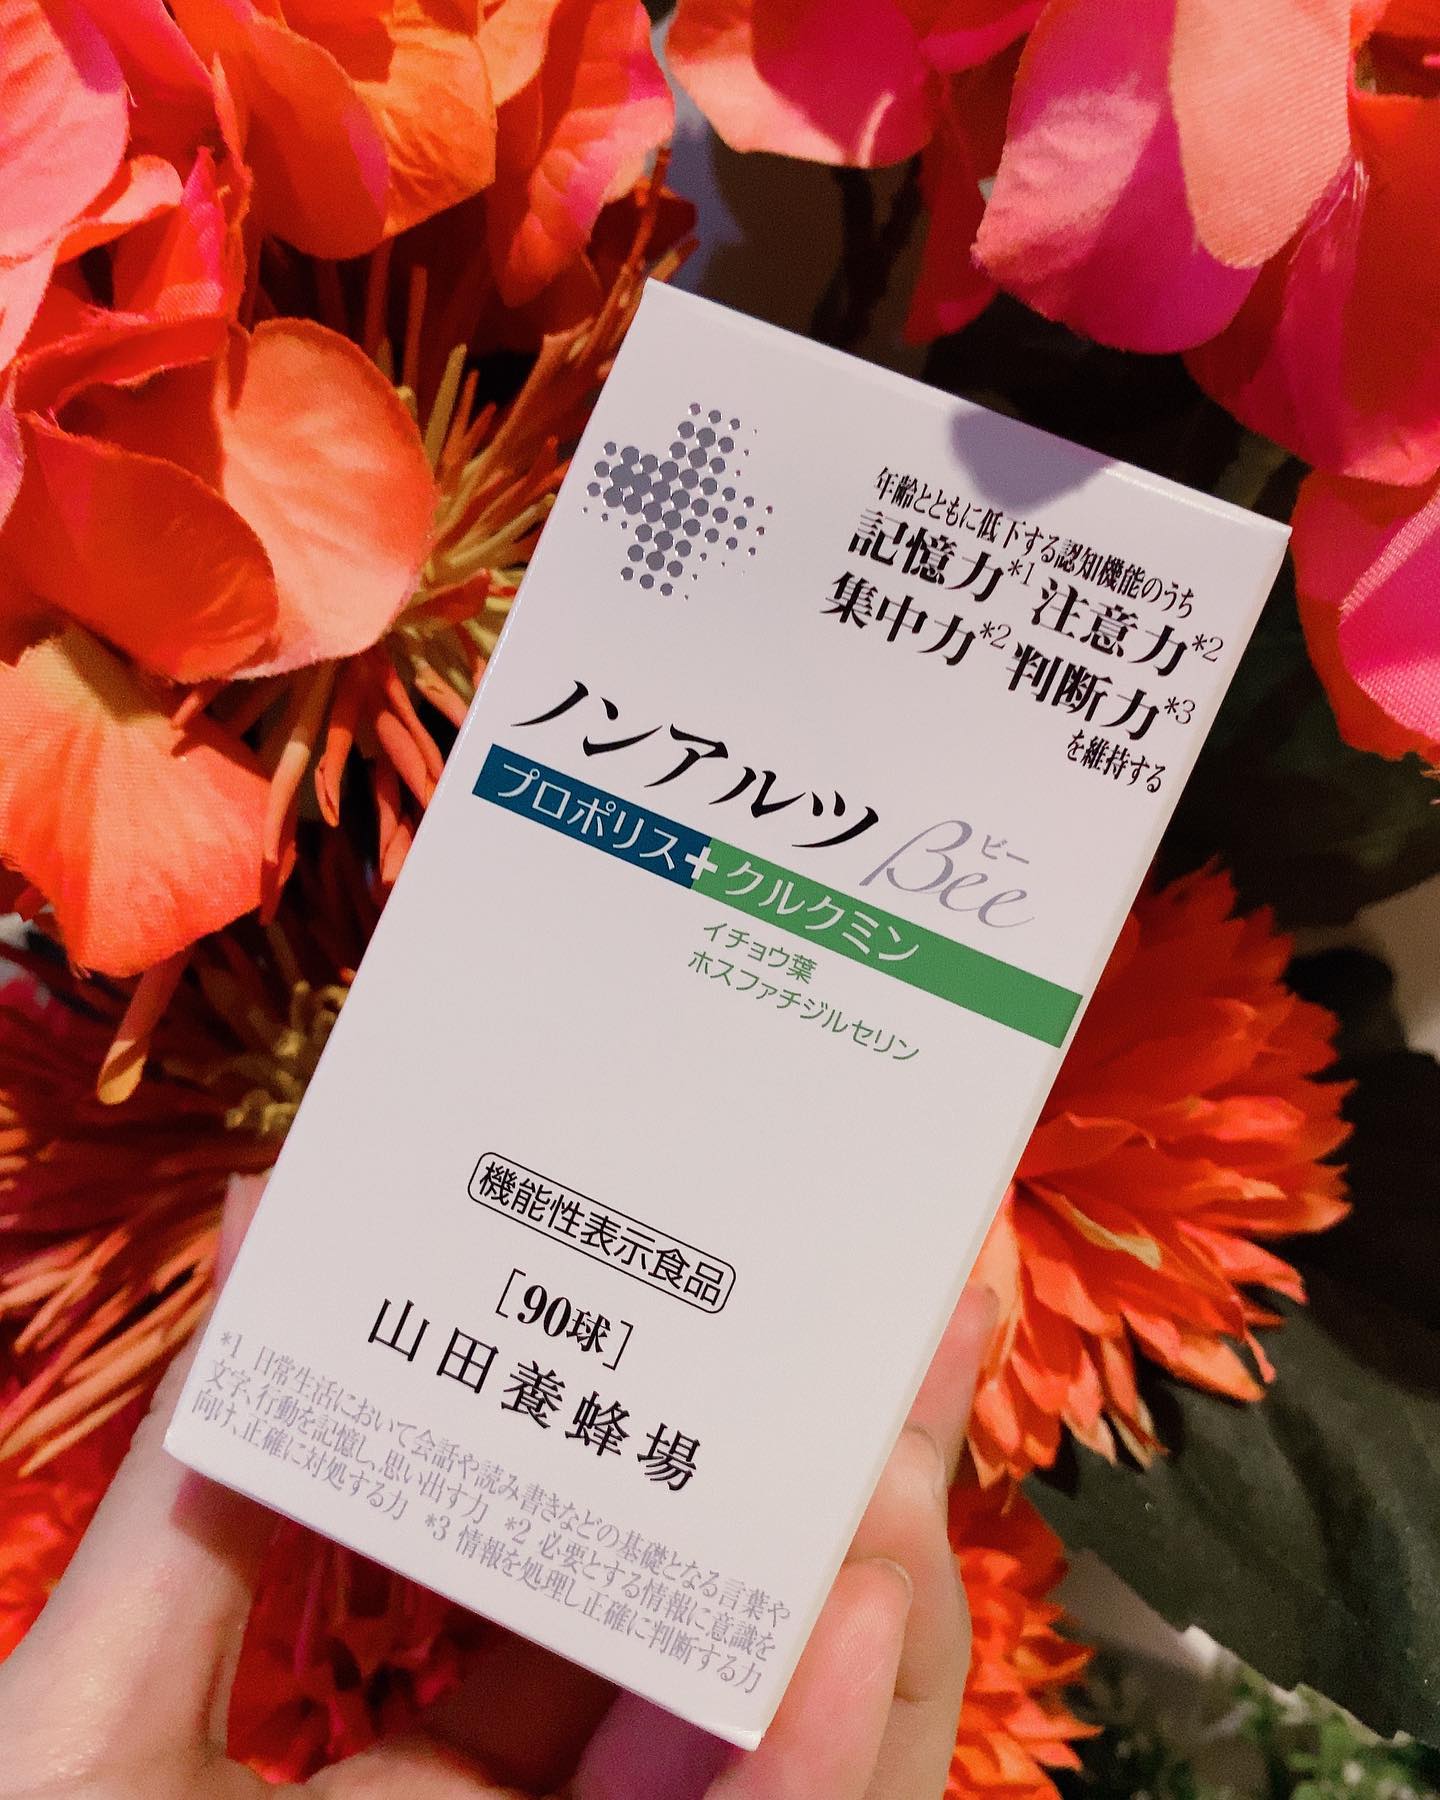 年齢とともに低下する認知機能のうち
記憶力*1 注意力*2
集中力*2 判断力*3
を維持する
ノンアルツ
ビー
Bee
プロポリス+クルクミン
イチョウ葉
ホスファチジルセリン
機能性表示食品
[90球]
山田養蜂場
*1 日常生活において会話や読み書きなどの基礎となる言葉や
文字、行動を記憶し、思い出す力 *2 必要とする情報に意識を
向け、正確に対処する力 *3 情報を処理し正確に判断する力